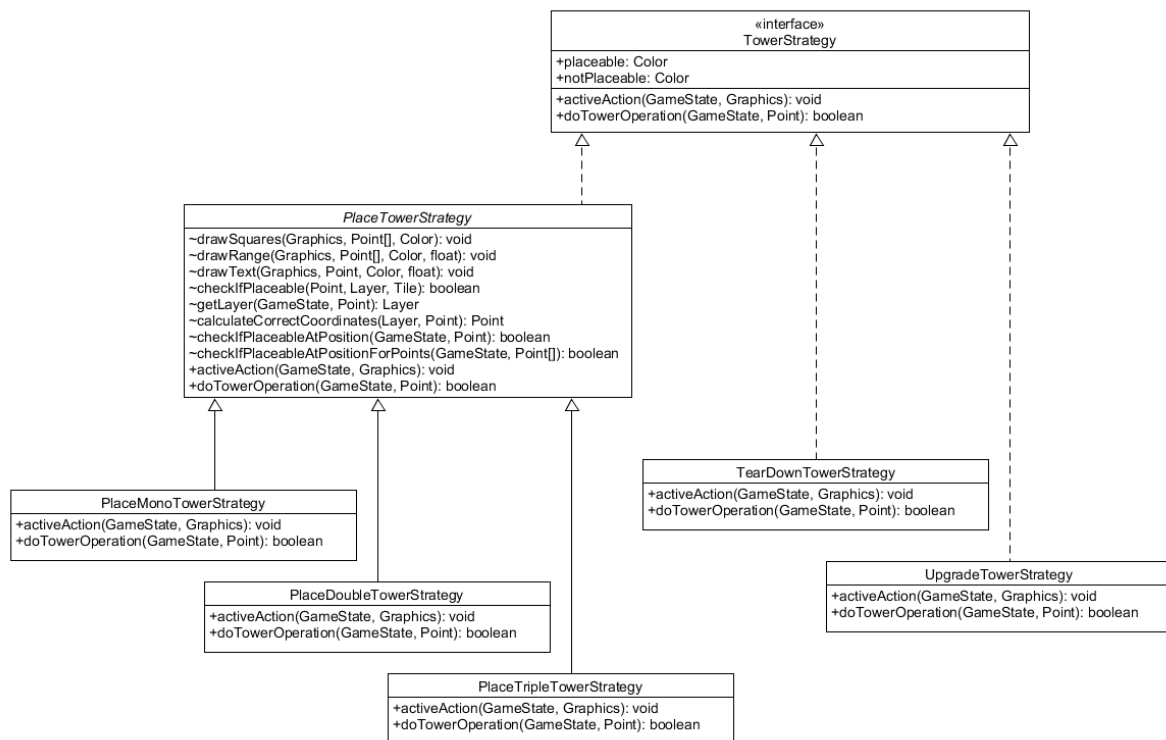 «interface»
TowerStrategy
+placeable: Color
+notPlaceable: Color
+activeAction(GameState, Graphics): void
+doTowerOperation(GameState, Point): boolean
PlaceTowerStrategy
~drawSquares(Graphics, Point[], Color): void
~drawRange(Graphics, Point[], Color, float): void
~drawText(Graphics, Point, Color, float): void
~checkIfPlaceable(Point, Layer, Tile): boolean
~getLayer(GameState, Point): Layer
~calculateCorrectCoordinates(Layer, Point): Point
~checkIfPlaceableAtPosition(GameState, Point): boolean
~checkIfPlaceableAtPositionForPoints(GameState, Point[]): boolean
+activeAction(GameState, Graphics): void
+doTowerOperation(GameState, Point): boolean
TearDownTowerStrategy
+activeAction(GameState, Graphics): void
+doTowerOperation(GameState, Point): boolean
PlaceMonoTowerStrategy
+activeAction(GameState, Graphics): void
+doTowerOperation(GameState, Point): boolean
UpgradeTowerStrategy
+activeAction(GameState, Graphics): void
+doTowerOperation(GameState, Point): boolean
PlaceDoubleTowerStrategy
+activeAction(GameState, Graphics): void
+doTowerOperation(GameState, Point): boolean
PlaceTripleTowerStrategy
+activeAction(GameState, Graphics): void
+doTowerOperation(GameState, Point): boolean